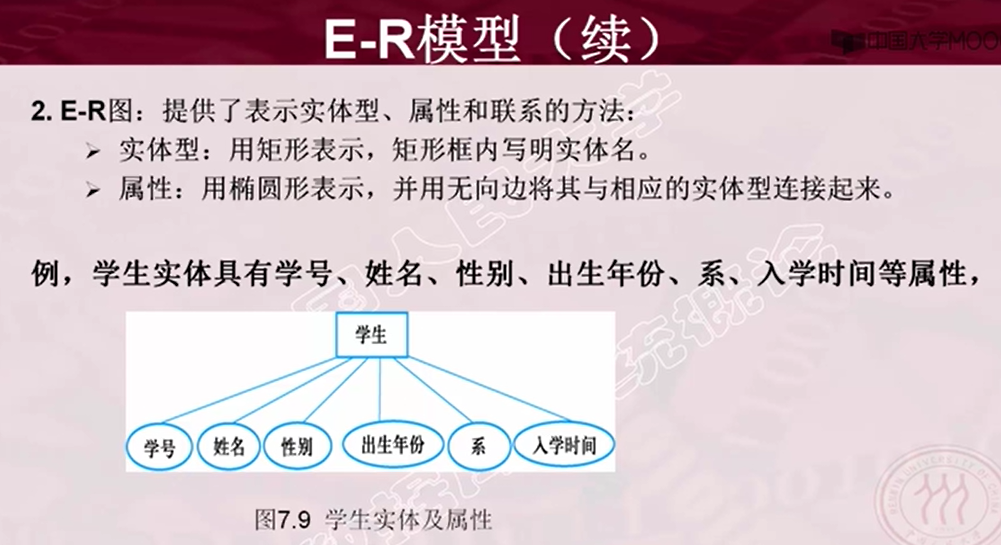 E-R模型（续）
中国大学MOO
2. E-R图：提供了表示实体型、属性和联系的方法：
➢ 实体型：用矩形表示，矩形框内写明实体名。
➢ 属性：用椭圆形表示，并用无向边将其与相应的实体型连接起来。
例，学生实体具有学号、姓名、性别、出生年份、系、入学时间等属性，
学生
学号 姓名 性别 出生年份 系 入学时间
图7.9 学生实体及属性